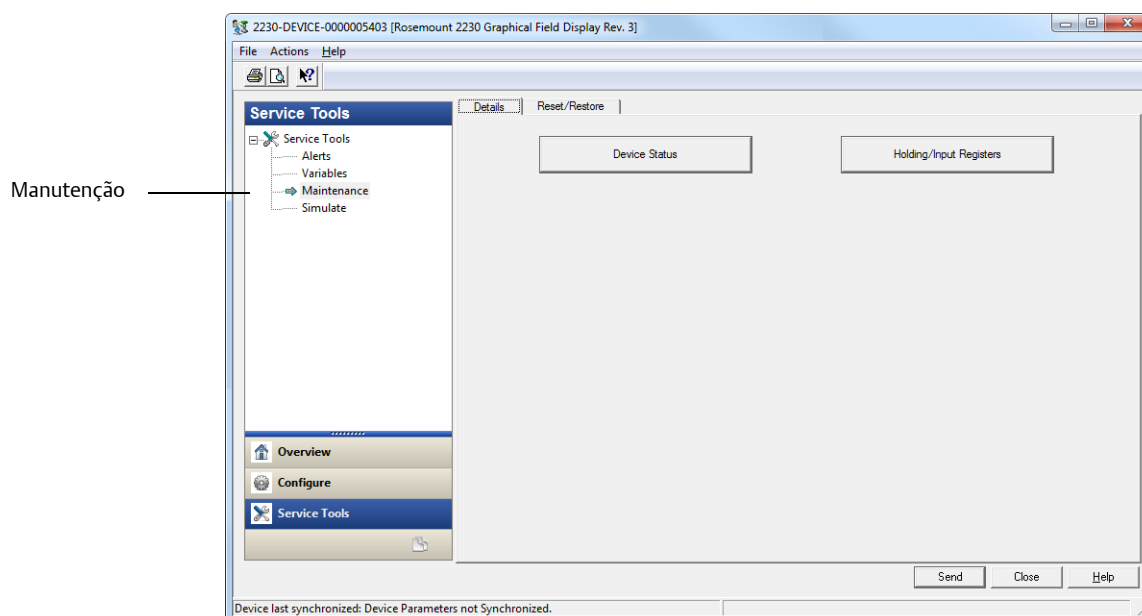 2230-DEVICE-0000005403 [Rosemount 2230 Graphical Field Display Rev. 3]
File Actions Help
Service Tools
Details Reset/Restore
Service Tools
Alerts
Variables
Maintenance
Simulate
Device Status Holding/Input Registers
Manutenção
Overview
Configure
Service Tools
Send Close Help
Device last synchronized: Device Parameters not Synchronized.